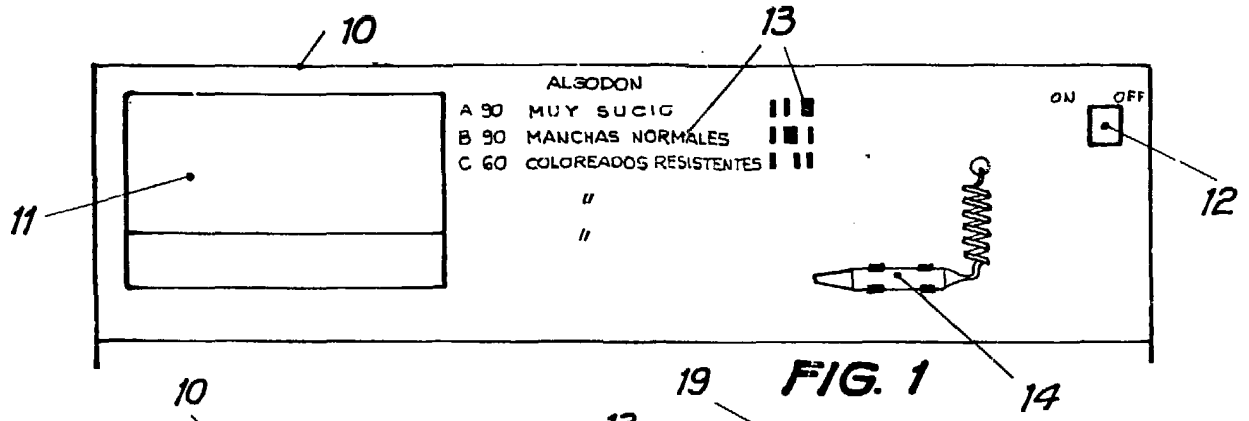 10
13
ALGODON
A 90 MUY SUCIO
B 90 MANCHAS NORMALES
C 60 COLOREADOS RESISTENTES
"
"
ON OFF
11
12
14
FIG. 1
10
19